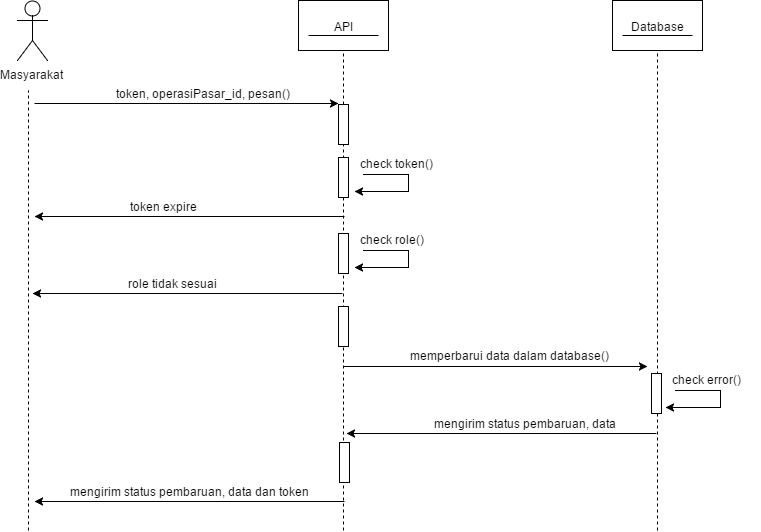 API
Database
Masyarakat
token, operasiPasar_id, pesan()
check token()
token expire
check role()
role tidak sesuai
memperbarui data dalam database()
check error()
mengirim status pembaruan, data
mengirim status pembaruan, data dan token